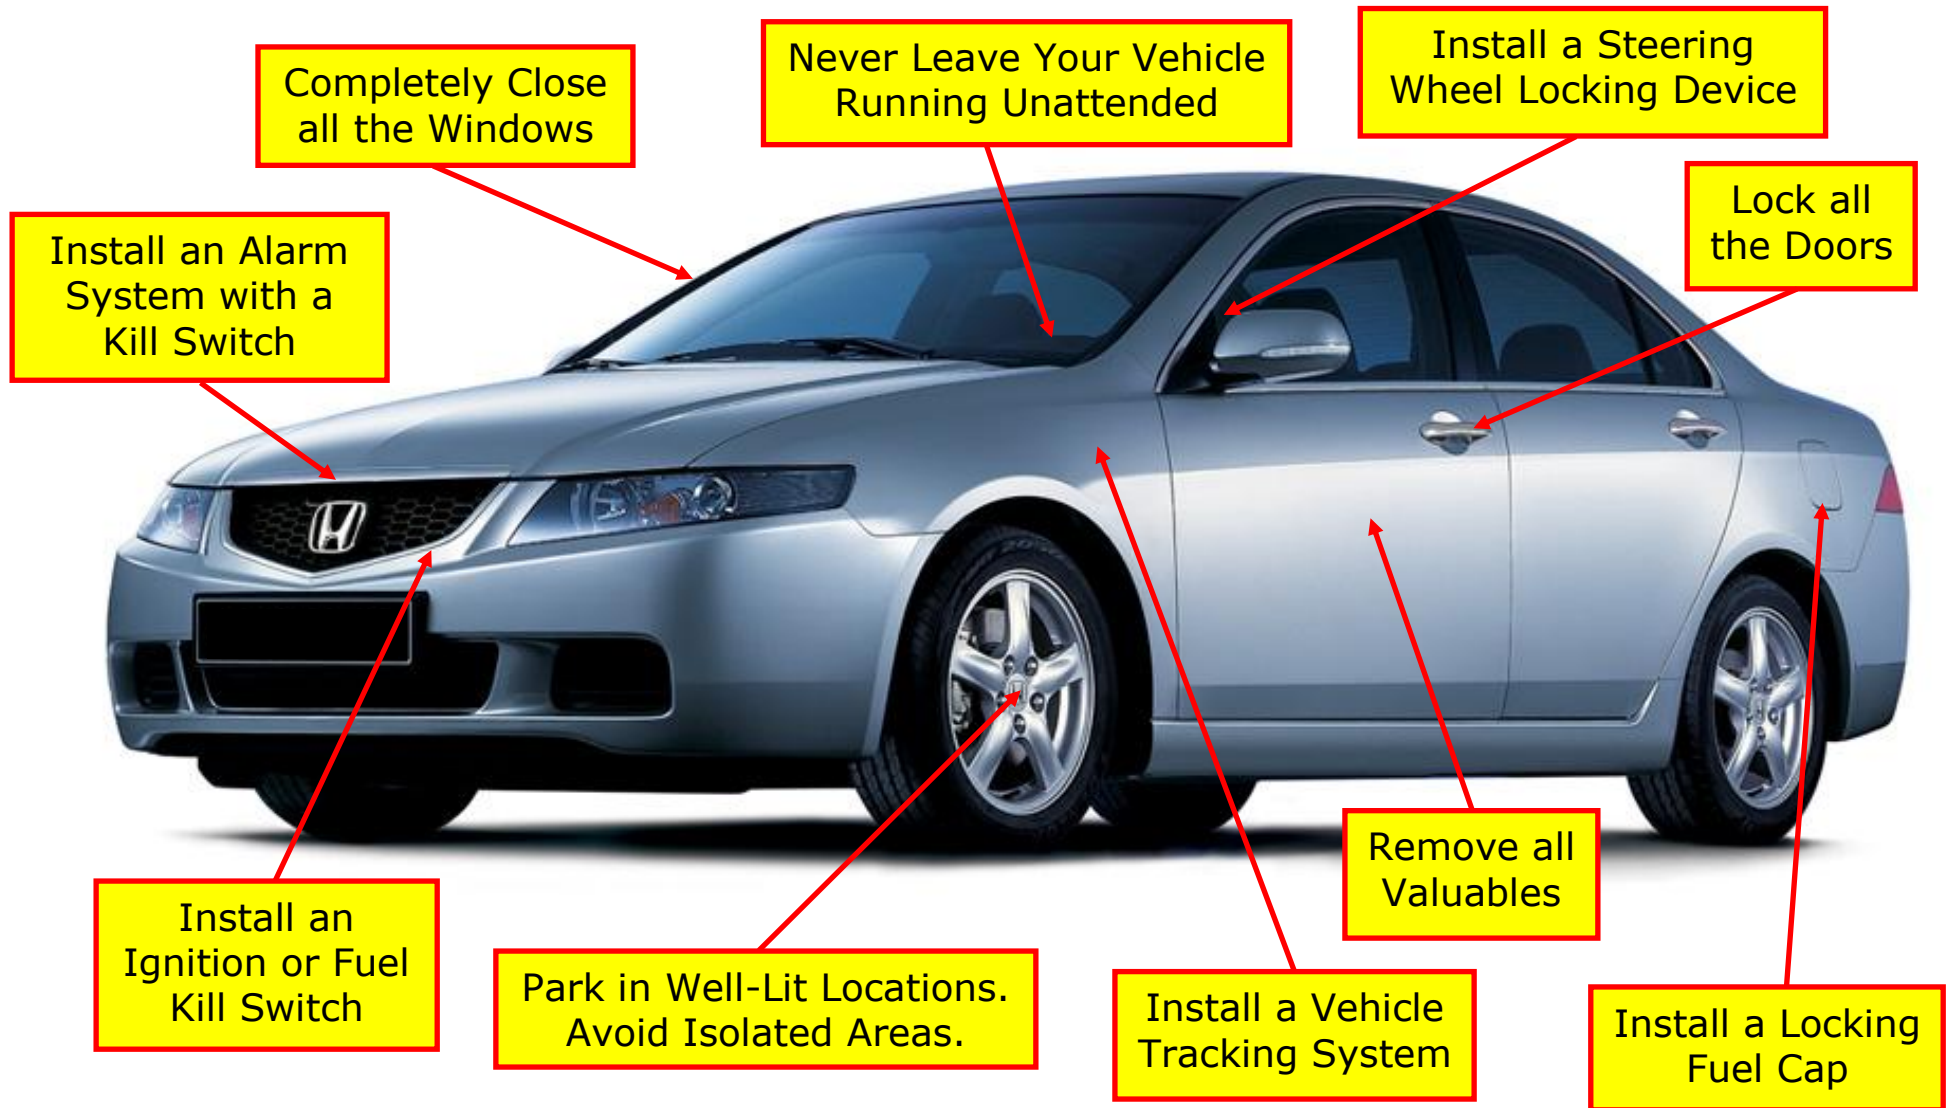 Completely Close
all the Windows
Never Leave Your Vehicle
Running Unattended
Install a Steering
Wheel Locking Device
Lock all
the Doors
Install an Alarm
System with a
Kill Switch
Install an
Ignition or Fuel
Kill Switch
Park in Well-Lit Locations.
Avoid Isolated Areas.
Install a Vehicle
Tracking System
Remove all
Valuables
Install a Locking
Fuel Cap